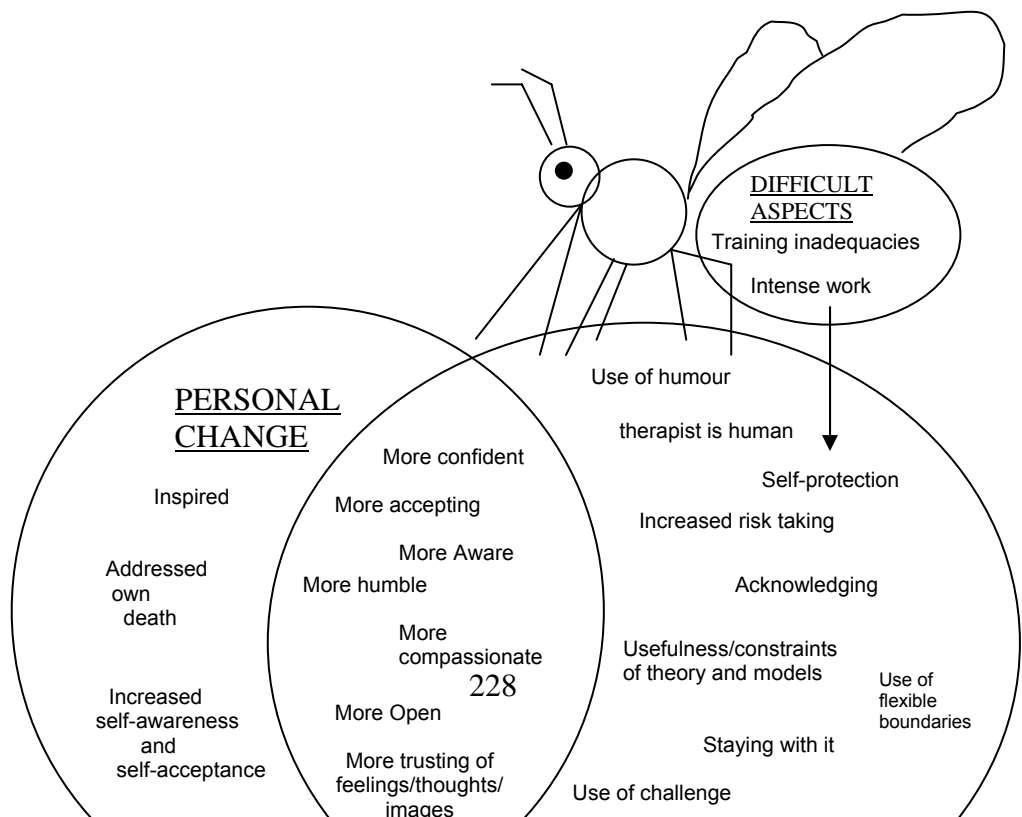 DIFFICULT
ASPECTS
Training inadequacies
Intense work
PERSONAL
CHANGE
Inspired
Addressed
own
death
Increased
self-awareness
and
self-acceptance
More confident
More accepting
More Aware
More humble
More
compassionate
228
More Open
More trusting of
feelings/thoughts/
images
Use of humour
therapist is human
Self-protection
Increased risk taking
Acknowledging
Usefulness/constraints
of theory and models
Use of
flexible
boundaries
Staying with it
Use of challenge